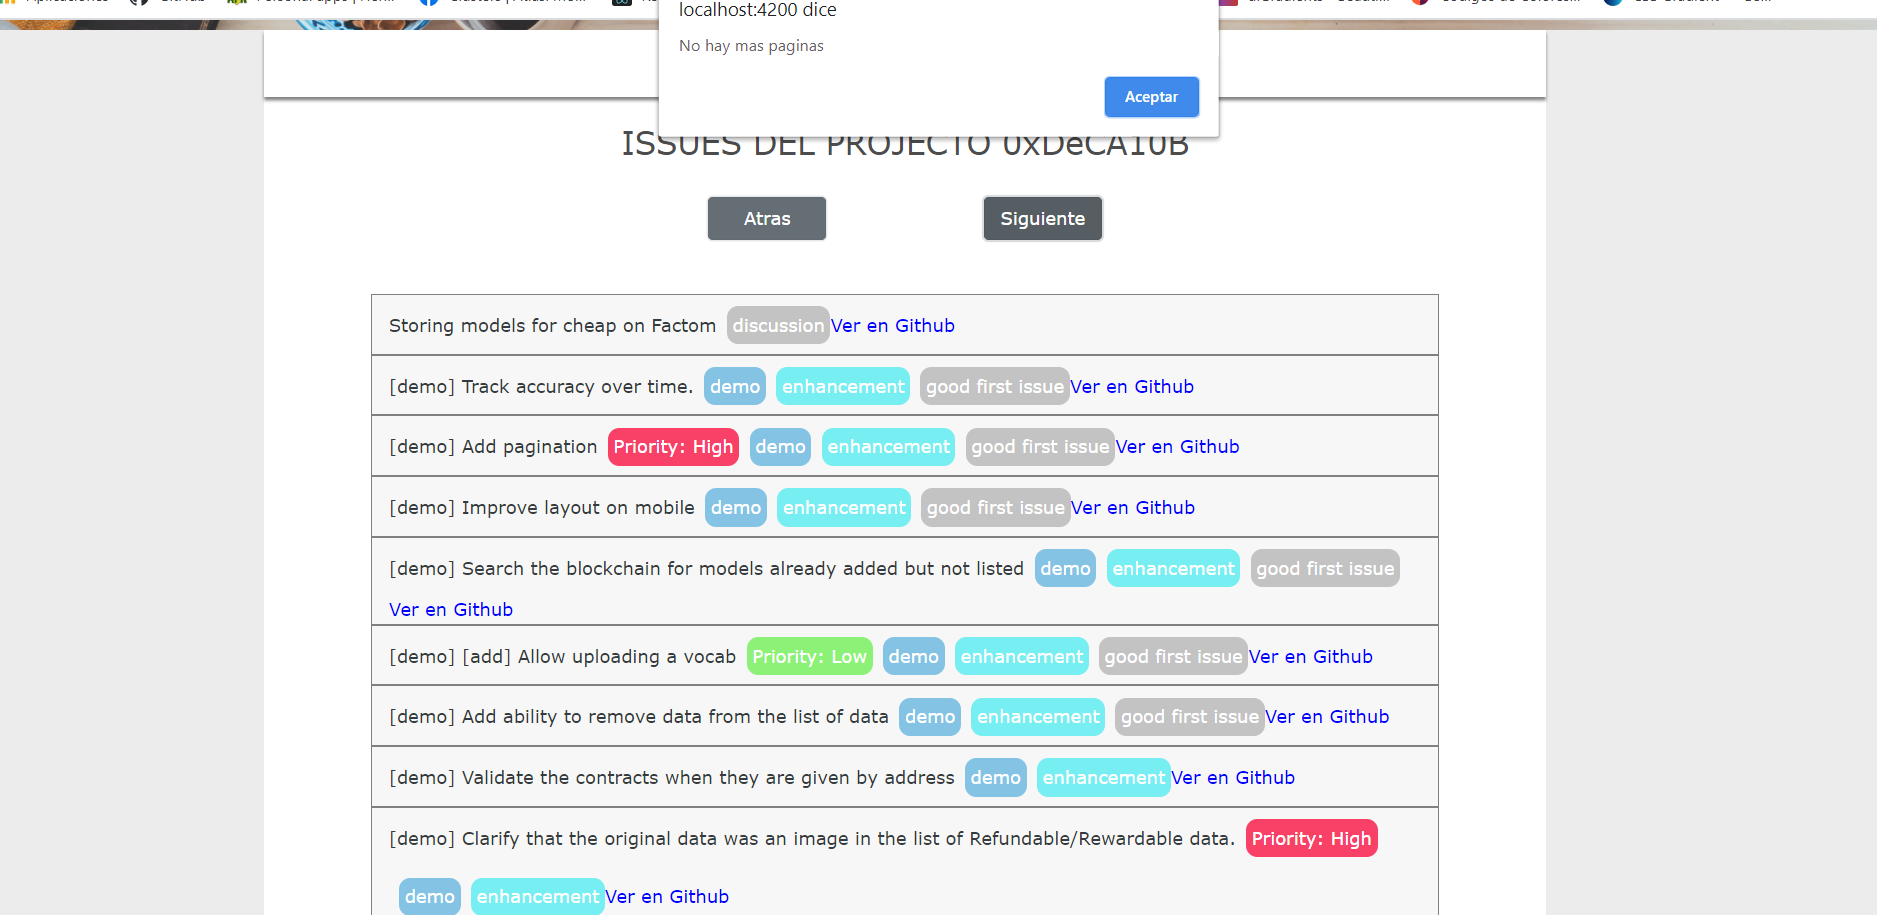 localhost:4200 dice
No hay mas paginas
Aceptar
ISSUES DEL PROJECTO 0xDeCA10B
Atras Siguiente
Storing models for cheap on Factom discussion Ver en Github
[demo] Track accuracy over time. demo enhancement good first issue Ver en Github
[demo] Add pagination Priority: High demo enhancement good first issue Ver en Github
[demo] Improve layout on mobile demo enhancement good first issue Ver en Github
[demo] Search the blockchain for models already added but not listed demo enhancement good first issue
Ver en Github
[demo] [add] Allow uploading a vocab Priority: Low demo enhancement good first issue Ver en Github
[demo] Add ability to remove data from the list of data demo enhancement good first issue Ver en Github
[demo] Validate the contracts when they are given by address demo enhancement Ver en Github
[demo] Clarify that the original data was an image in the list of Refundable/Rewardable data. Priority: High
demo enhancement Ver en Github